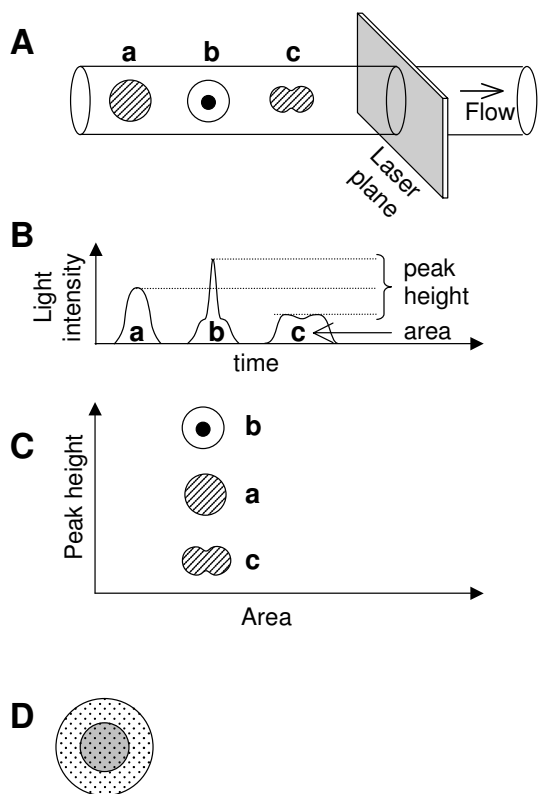 A
a b c
Flow
Laser
plane
B
Light
intensity
peak
height
a b c area
time
C
Peak height
b
a
c
Area
D